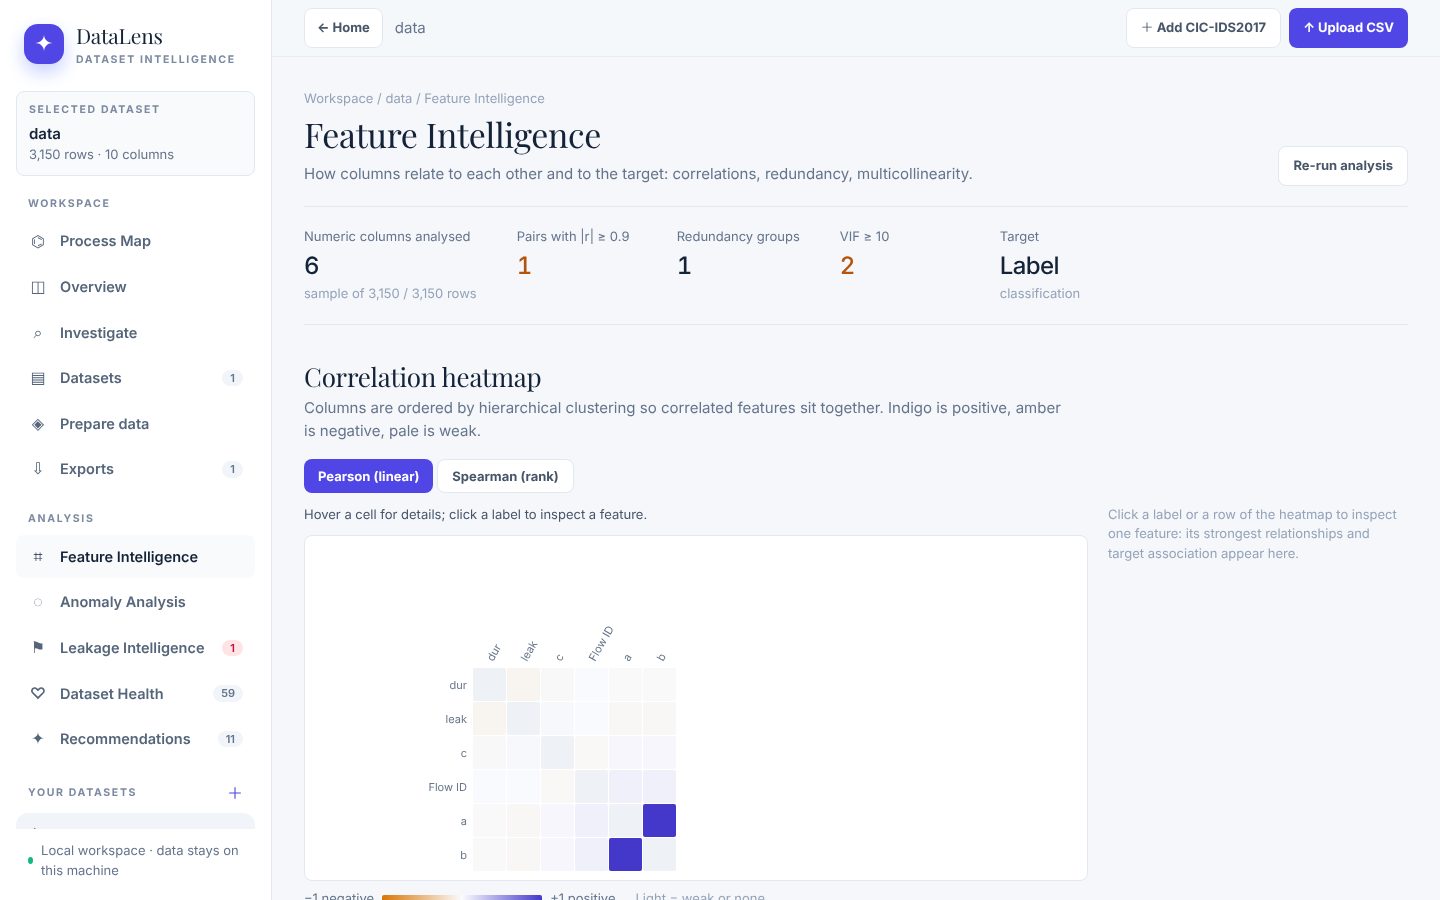 DataLens
DATASET INTELLIGENCE
SELECTED DATASET
data
3,150 rows · 10 columns
WORKSPACE
Process Map
Overview
Investigate
Datasets 1
Prepare data
Exports 1
ANALYSIS
Feature Intelligence
Anomaly Analysis
Leakage Intelligence 1
Dataset Health 59
Recommendations 11
YOUR DATASETS +
Local workspace · data stays on
this machine
← Home data + Add CIC-IDS2017 ↑ Upload CSV
Workspace / data / Feature Intelligence
Feature Intelligence
How columns relate to each other and to the target: correlations, redundancy, multicollinearity.
Re-run analysis
Numeric columns analysed
6
sample of 3,150 / 3,150 rows
Pairs with |r| ≥ 0.9
1
Redundancy groups
1
VIF ≥ 10
2
Target
Label
classification
Correlation heatmap
Columns are ordered by hierarchical clustering so correlated features sit together. Indigo is positive, amber
is negative, pale is weak.
Pearson (linear) Spearman (rank)
Hover a cell for details; click a label to inspect a feature.
dur leak c Flow ID a b
dur
leak
c
Flow ID
a
b
−1 negative +1 positive Light = weak or none
Click a label or a row of the heatmap to inspect
one feature: its strongest relationships and
target association appear here.